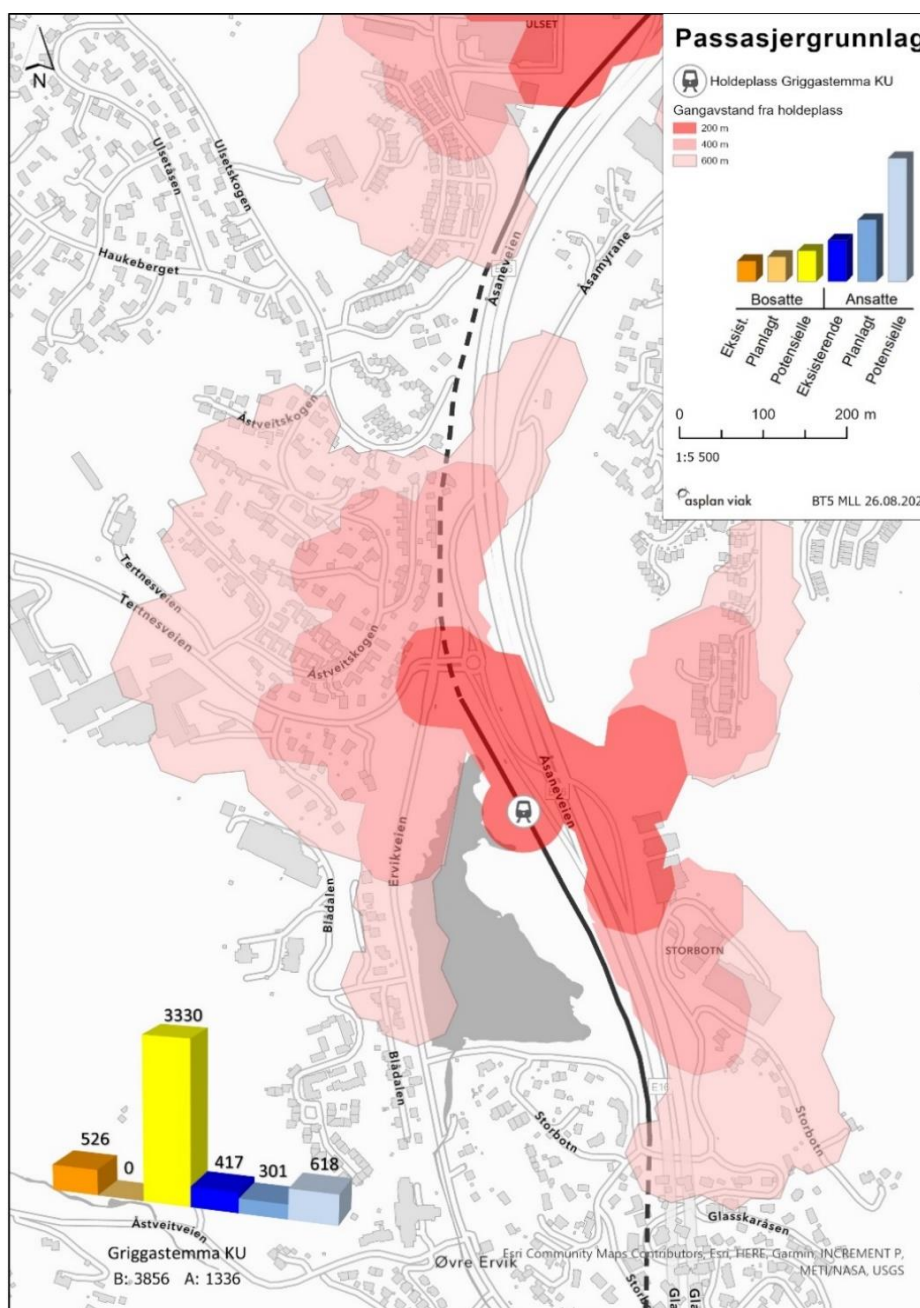 Passasjergrunnlag
Holdeplass Griggastemma KU
Gangavstand fra holdeplass
200 m
400 m
600 m
Bosatte
Ansatte
Eksist.
Planlagt
Potensielle
Eksisterende
Planlagt
Potensielle
0 100 200 m
1:5 500
asplan viak
BT5 MLL 26.08.202
N
ULSET
Ulsetåsen
Ulsetskogen
Haukeberget
Åsaneveien
Åsamyrane
Åstveitskogen
Tertnesveien
Tertnesveien
Åstveitskogen
Åsaneveien
Ervikveien
Blådalen
STORBOTN
Blådalen
E16
Storbotn
Storbotn
Glasskaråsen
Øvre Ervik
Storbotn
3330
526
0
417
301
618
Åstveitveien
Griggastemma KU
B: 3856 A: 1336
Esri Community Maps Contributors, Esri, HERE, Garmin, INCREMENT P,
METI/NASA, USGS